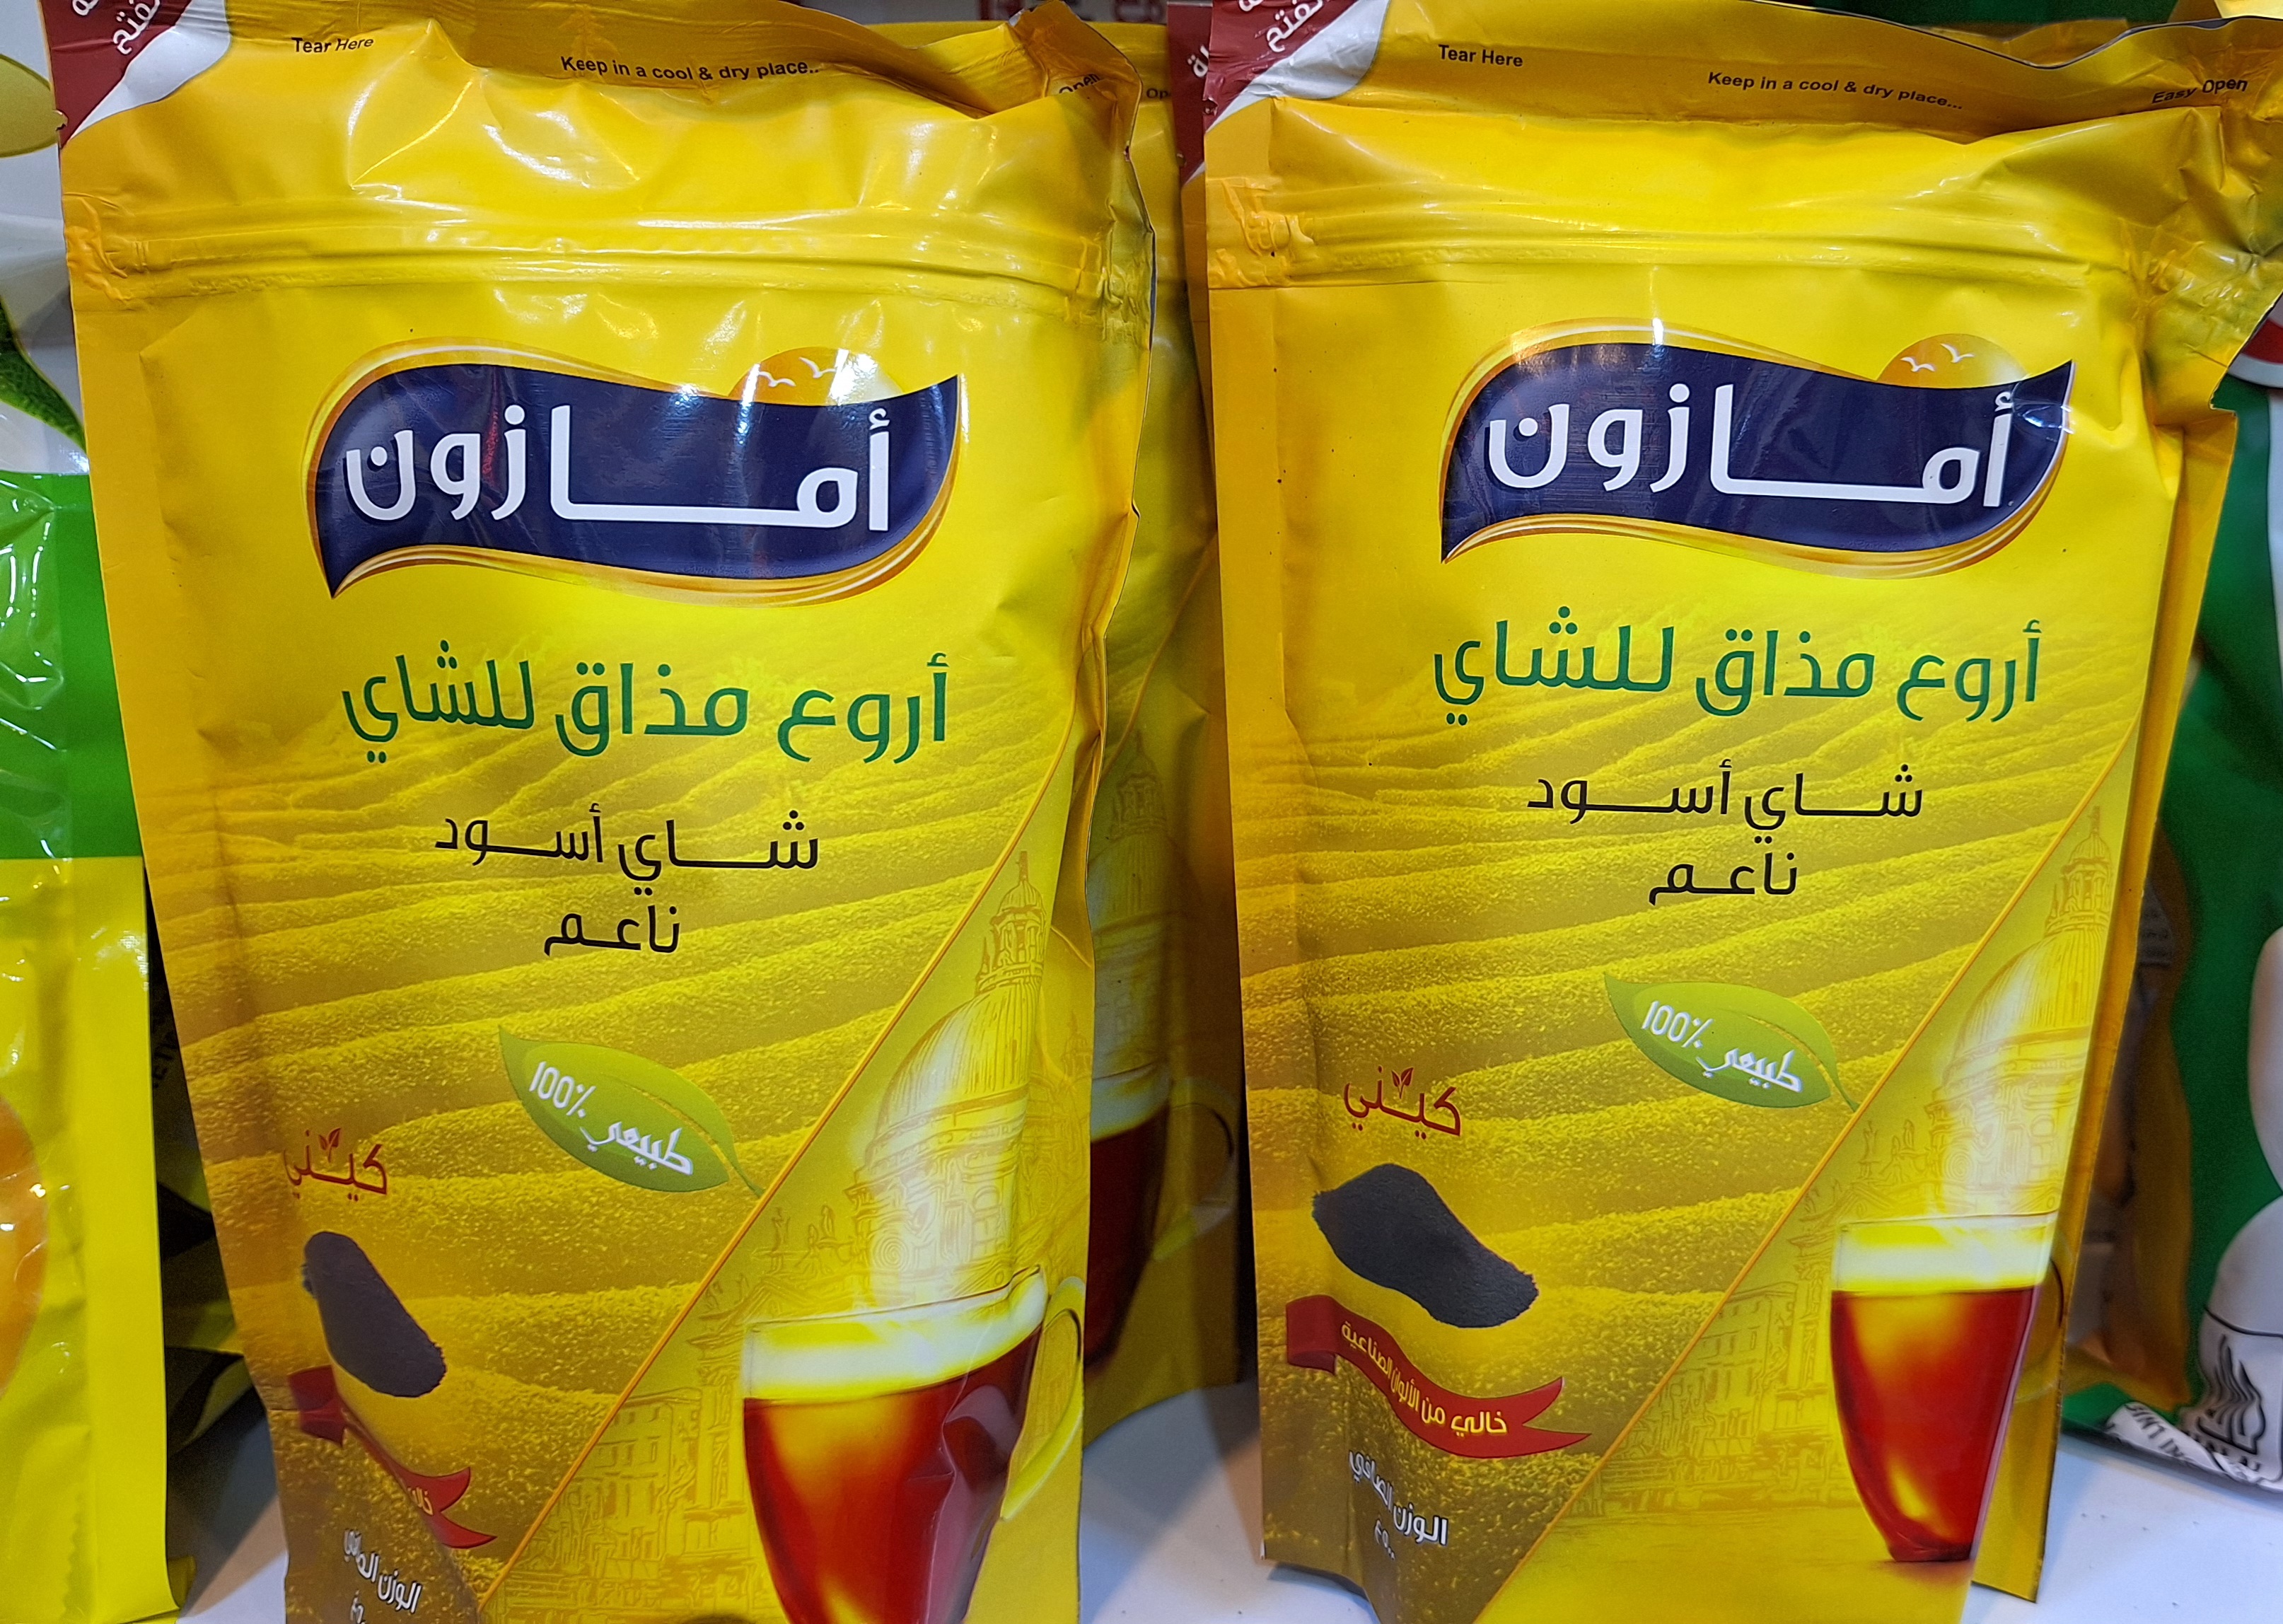 Tear Here
Keep in a cool & dry place..
أمازون
أروع مذاق للشاي
شاي أسود
ناعم
100% طبيعي
كيني
الوزن الصافي
Tear Here
Keep in a cool & dry place...
Easy Open
أمازون
أروع مذاق للشاي
شاي أسود
ناعم
100% طبيعي
كيني
خالي من الألوان الصناعية
الوزن الصافي